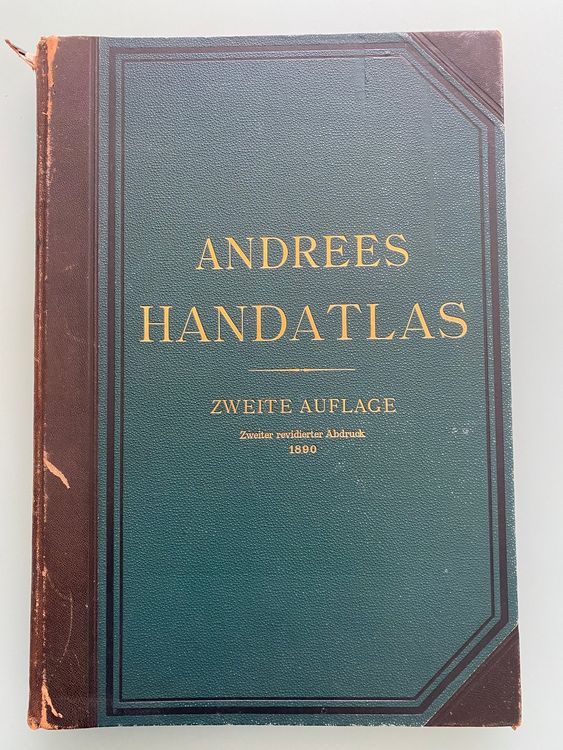 ANDREES
HANDATLAS
ZWEITE AUFLAGE
Zweiter revidierter Abdruck
1890